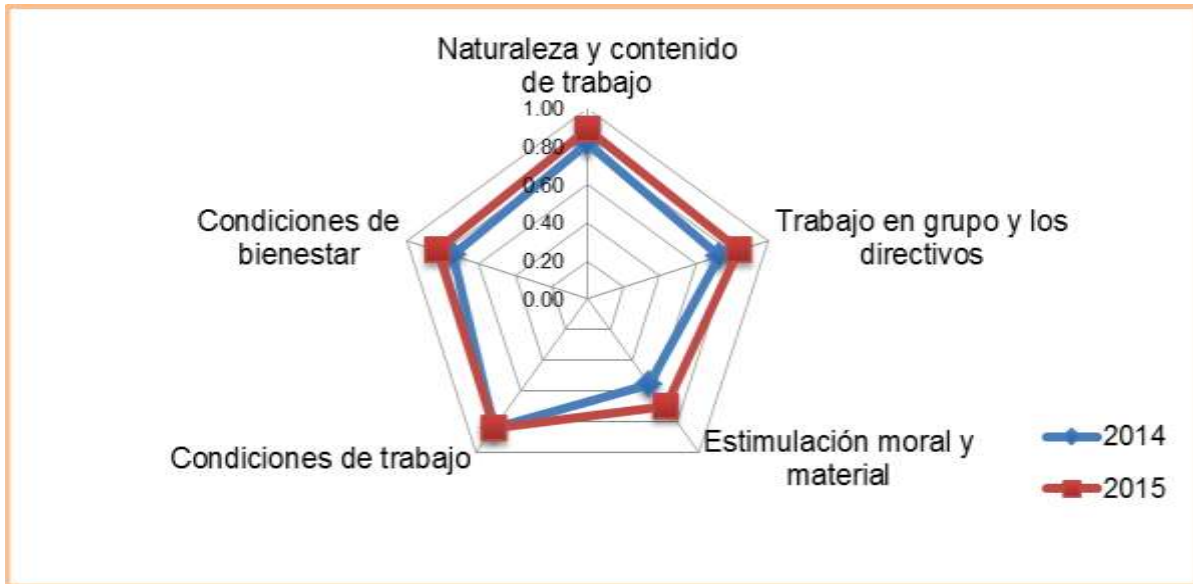 Naturaleza y contenido
de trabajo
1.00
0.80
0.60
0.40
0.20
0.00
Trabajo en grupo y los
directivos
Estimulación moral y
material
Condiciones de trabajo
Condiciones de
bienestar
2014
2015